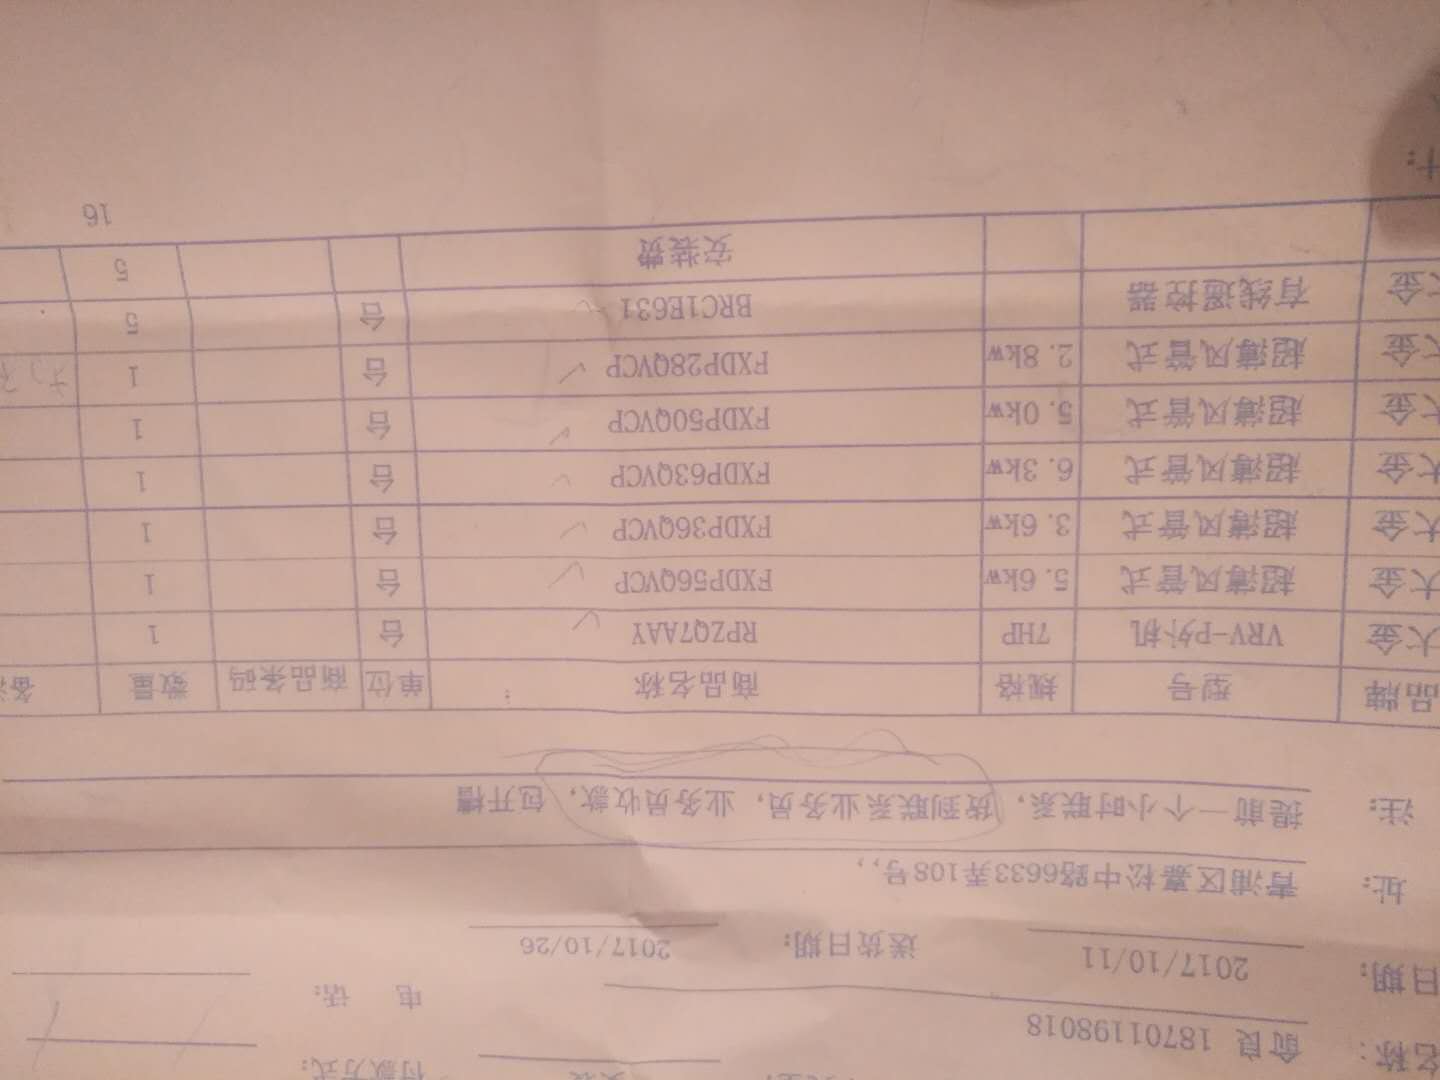 安装
付款方式:
名称: 俞良 18701198018
电 话:
日期: 2017/10/11 送货日期: 2017/10/26
址: 青浦区嘉松中路6633弄108号,,
注: 提前一个小时联系, 货到联系业务员, 业务员收款, 包开槽
品牌 型号 规格 商品名称 单位 商品条码 数量 备注
大金 VRV-P外机 7HP RPZQ7AAY 台 1
大金 超薄风管式 5.6kw FXDP56QVCP 台 1
大金 超薄风管式 3.6kw FXDP36QVCP 台 1
大金 超薄风管式 6.3kw FXDP63QVCP 台 1
大金 超薄风管式 5.0kw FXDP50QVCP 台 1
大金 超薄风管式 2.8kw FXDP28QVCP 台 1
大金 有线遥控器 BRC1E631 台 5
安装费 5
计: 16